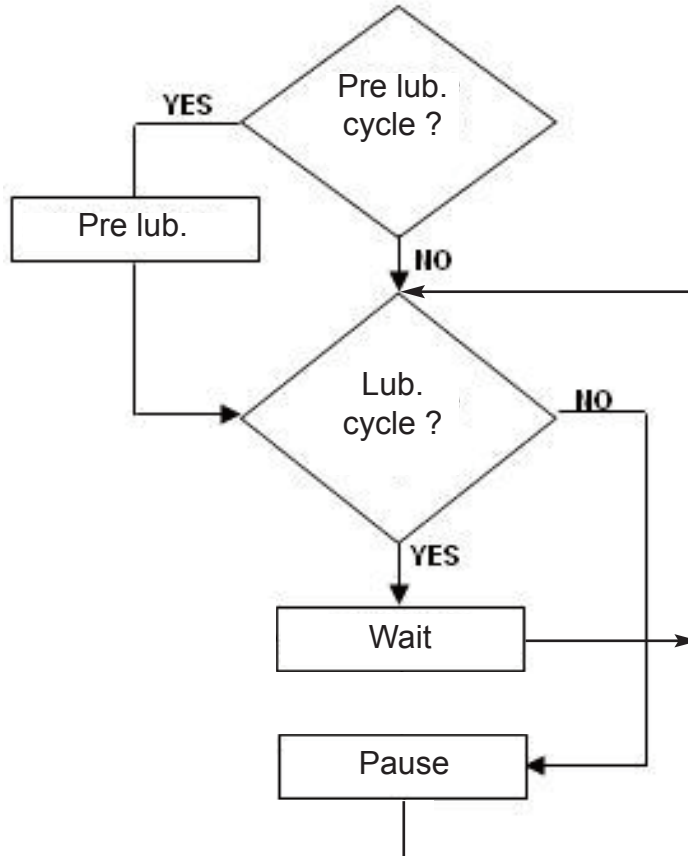 Pre lub.
cycle ?
YES
Pre lub.
NO
Lub.
cycle ?
NO
YES
Wait
Pause